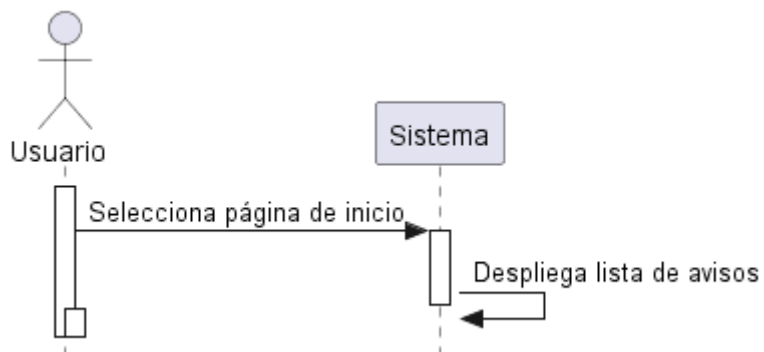 Usuario
Sistema
Selecciona página de inicio
Despliega lista de avisos